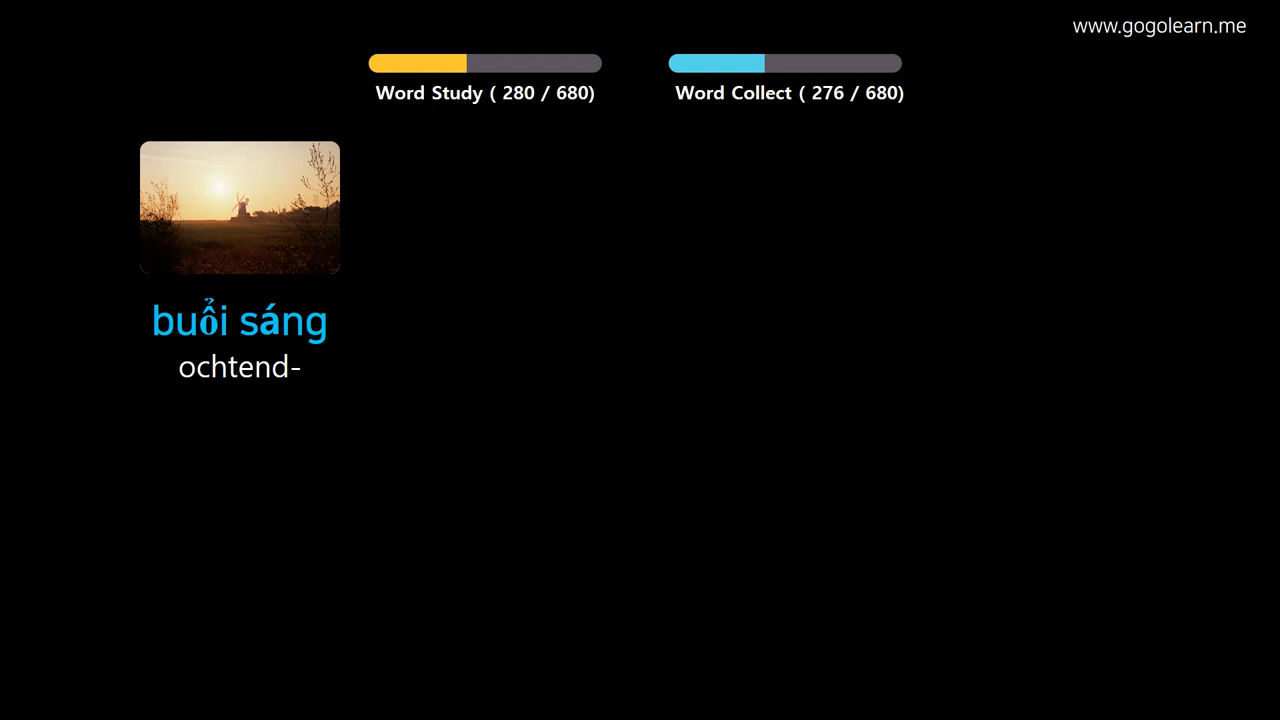 www.gogolearn.me
Word Study ( 280 / 680)
Word Collect ( 276 / 680)
buổi sáng
ochtend-